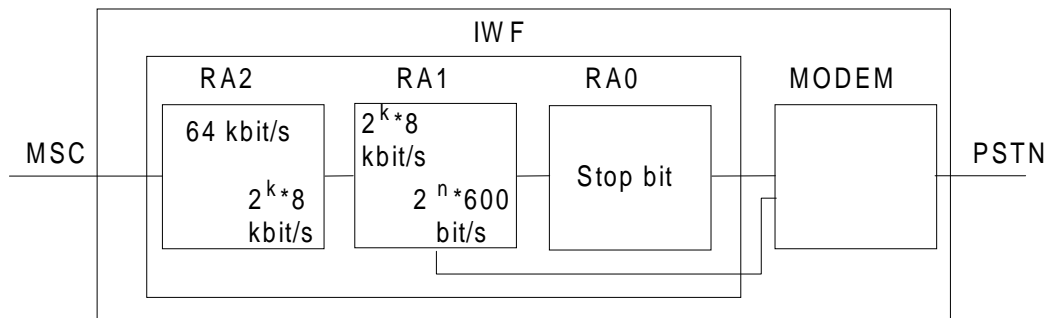 IWF
RA2 RA1 RA0 MODEM
MSC
64 kbit/s
2^k*8
kbit/s
2^k*8
kbit/s
2^n*600
bit/s
Stop bit
PSTN